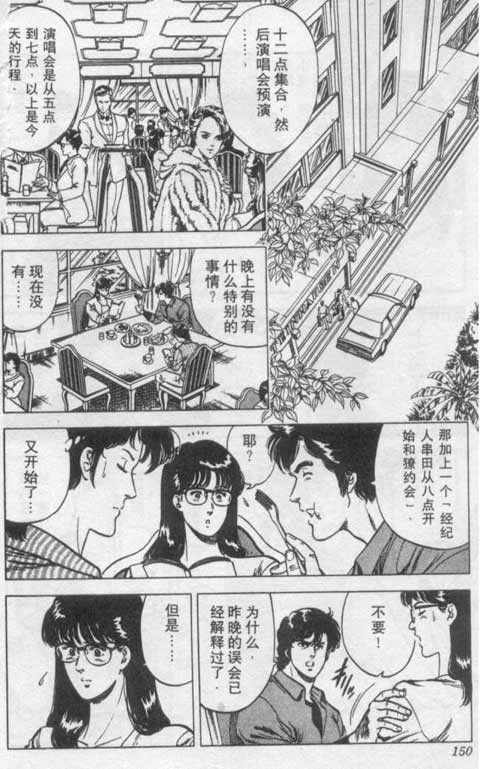 十二点集合，然
后演唱会预演
……，
演唱会是从五点
到七点，以上是今
天的行程．
晚上有没有
什么特别的
事情？
现在没
有……
那加上一个「经纪
人串田从八点开
始和獠约会」．
耶？
又开始了…
不要！
为什么，
昨晚的误会已
经解释过了．
但是……
150